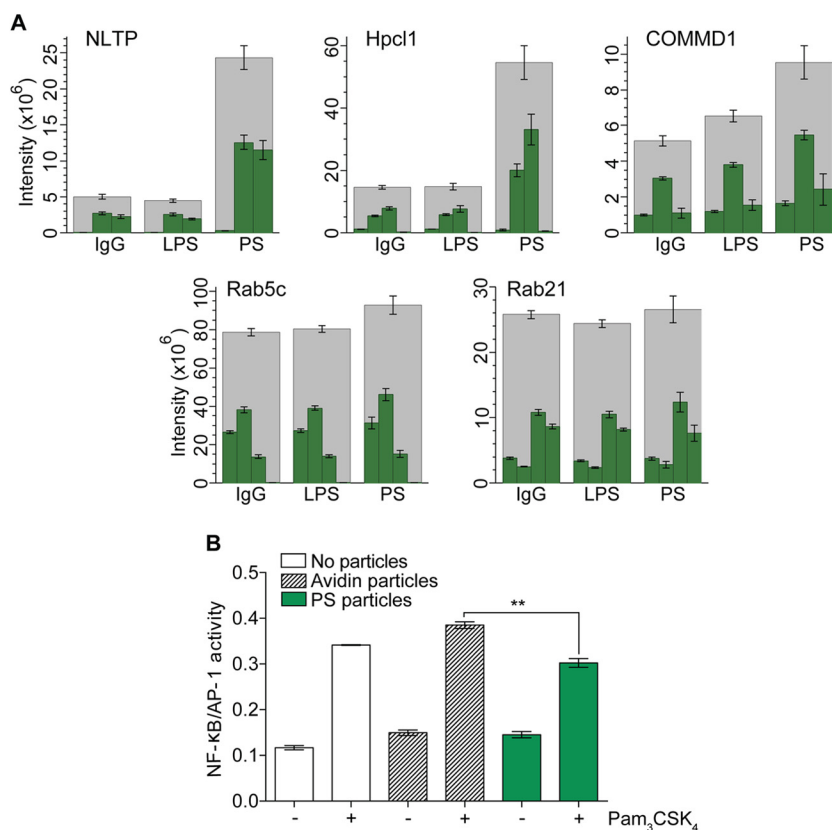 A
NLTP
Hpcl1
COMMD1
Intensity (x10⁶)
25
20
15
10
5
0
IgG LPS PS
60
40
20
0
IgG LPS PS
10
8
6
4
2
0
IgG LPS PS
Rab5c
Rab21
Intensity (x10⁶)
100
80
60
40
20
0
IgG LPS PS
30
20
10
0
IgG LPS PS
B
No particles
Avidin particles
PS particles
NF-κB/AP-1 activity
0.5
0.4
0.3
0.2
0.1
0.0
**
- + - + - + Pam₃CSK₄